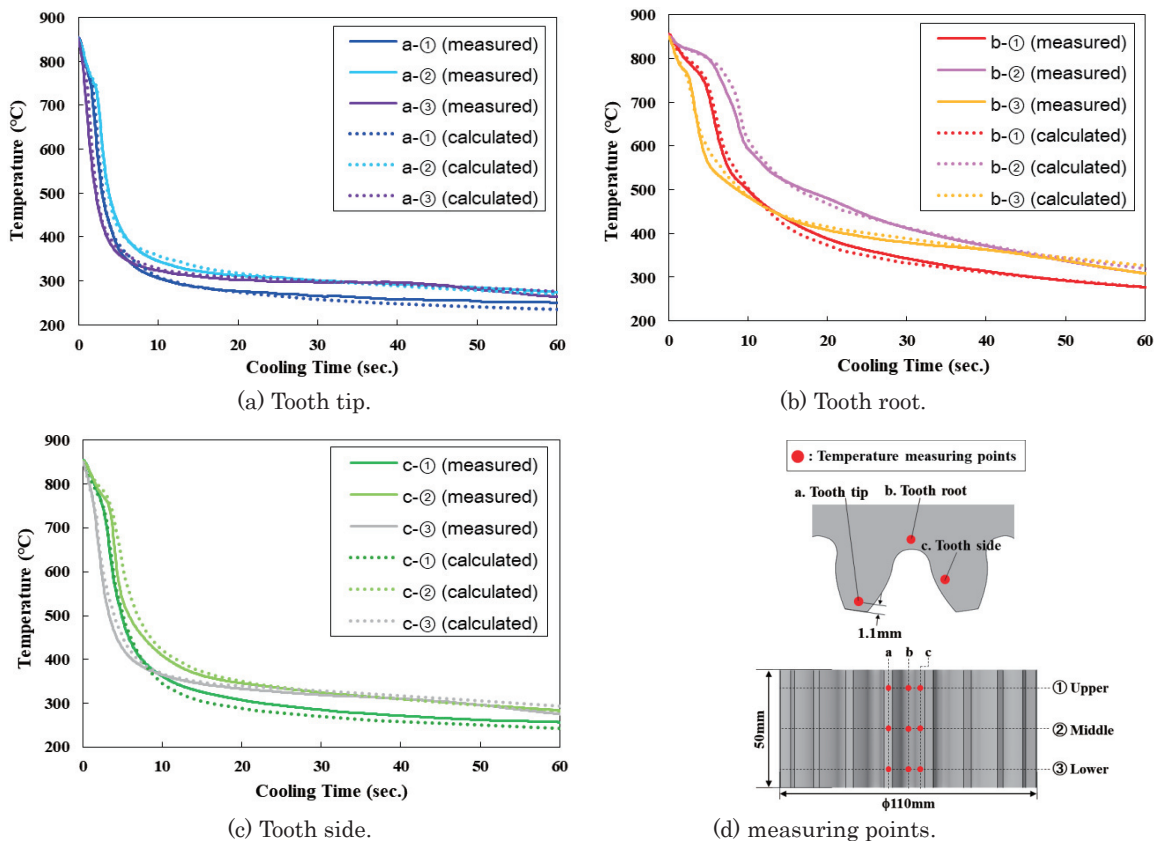 900
800
700
600
500
400
300
200
Temperature (℃)
0
10
20
30
40
50
60
Cooling Time (sec.)
a-① (measured)
a-② (measured)
a-③ (measured)
a-① (calculated)
a-② (calculated)
a-③ (calculated)
(a) Tooth tip.
900
800
700
600
500
400
300
200
Temperature (℃)
0
10
20
30
40
50
60
Cooling Time (sec.)
b-① (measured)
b-② (measured)
b-③ (measured)
b-① (calculated)
b-② (calculated)
b-③ (calculated)
(b) Tooth root.
900
800
700
600
500
400
300
200
Temperature (℃)
0
10
20
30
40
50
60
Cooling Time (sec.)
c-① (measured)
c-② (measured)
c-③ (measured)
c-① (calculated)
c-② (calculated)
c-③ (calculated)
(c) Tooth side.
: Temperature measuring points
a. Tooth tip
b. Tooth root
c. Tooth side
1.1mm
a b c
① Upper
② Middle
③ Lower
50mm
ϕ110mm
(d) measuring points.